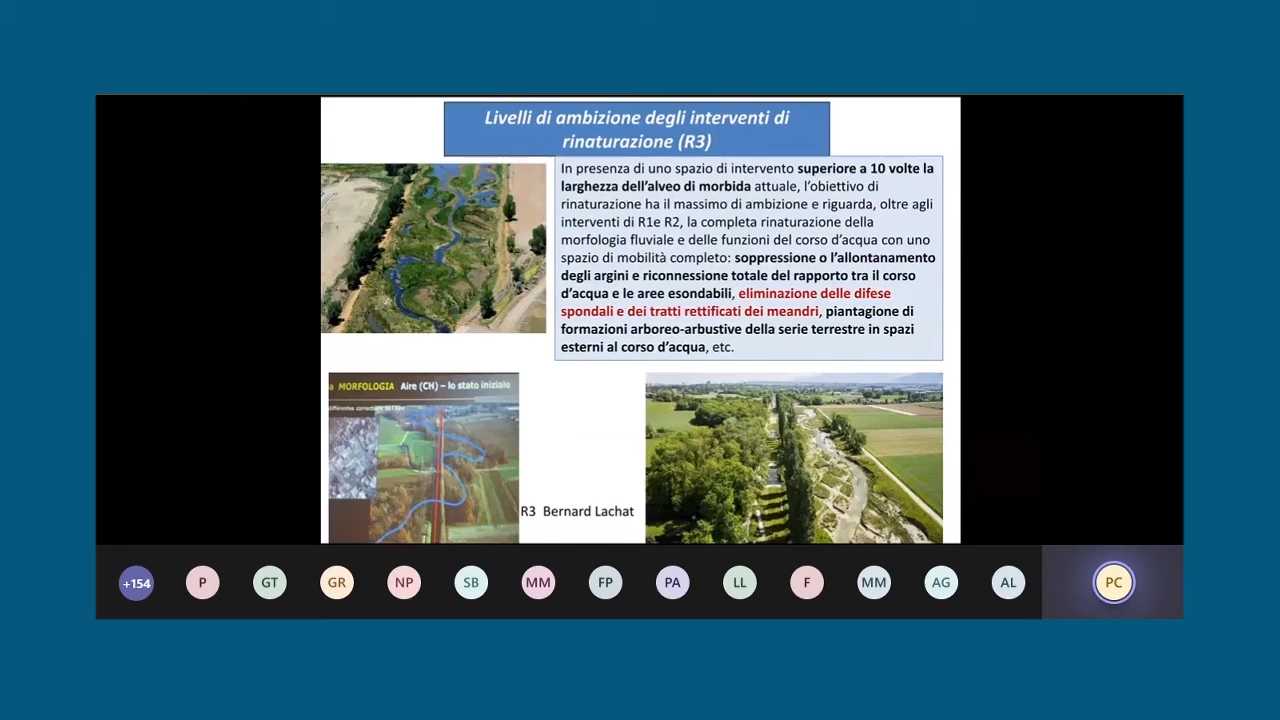 Livelli di ambizione degli interventi di
rinaturazione (R3)
In presenza di uno spazio di intervento superiore a 10 volte la
larghezza dell'alveo di morbida attuale, l'obiettivo di
rinaturazione ha il massimo di ambizione e riguarda, oltre agli
interventi di R1e R2, la completa rinaturazione della
morfologia fluviale e delle funzioni del corso d'acqua con uno
spazio di mobilità completo: soppressione o l'allontanamento
degli argini e riconnessione totale del rapporto tra il corso
d'acqua e le aree esondabili, eliminazione delle difese
spondali e dei tratti rettificati dei meandri, piantagione di
formazioni arboreo-arbustive della serie terrestre in spazi
esterni al corso d'acqua, etc.
a MORFOLOGIA Aire (CH) – lo stato iniziale
R3 Bernard Lachat
+154
P
GT
GR
NP
SB
MM
FP
PA
LL
F
MM
AG
AL
PC